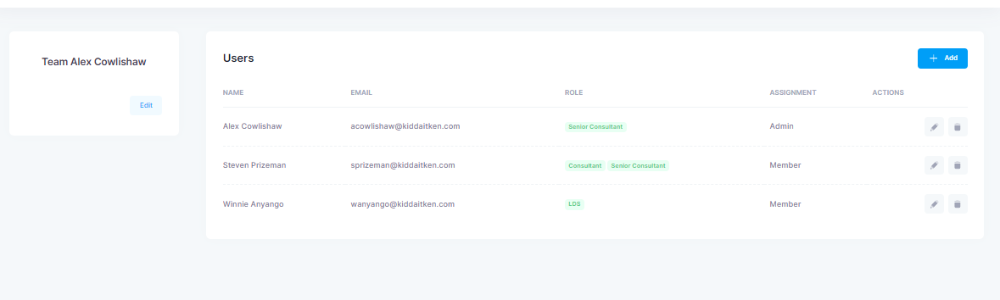 Team Alex Cowlishaw
Edit
Users
Add
NAME EMAIL ROLE ASSIGNMENT ACTIONS
Alex Cowlishaw acowlishaw@kiddaitken.com Senior Consultant Admin
Steven Prizeman sprizeman@kiddaitken.com Consultant Senior Consultant Member
Winnie Anyango wanyango@kiddaitken.com LDS Member